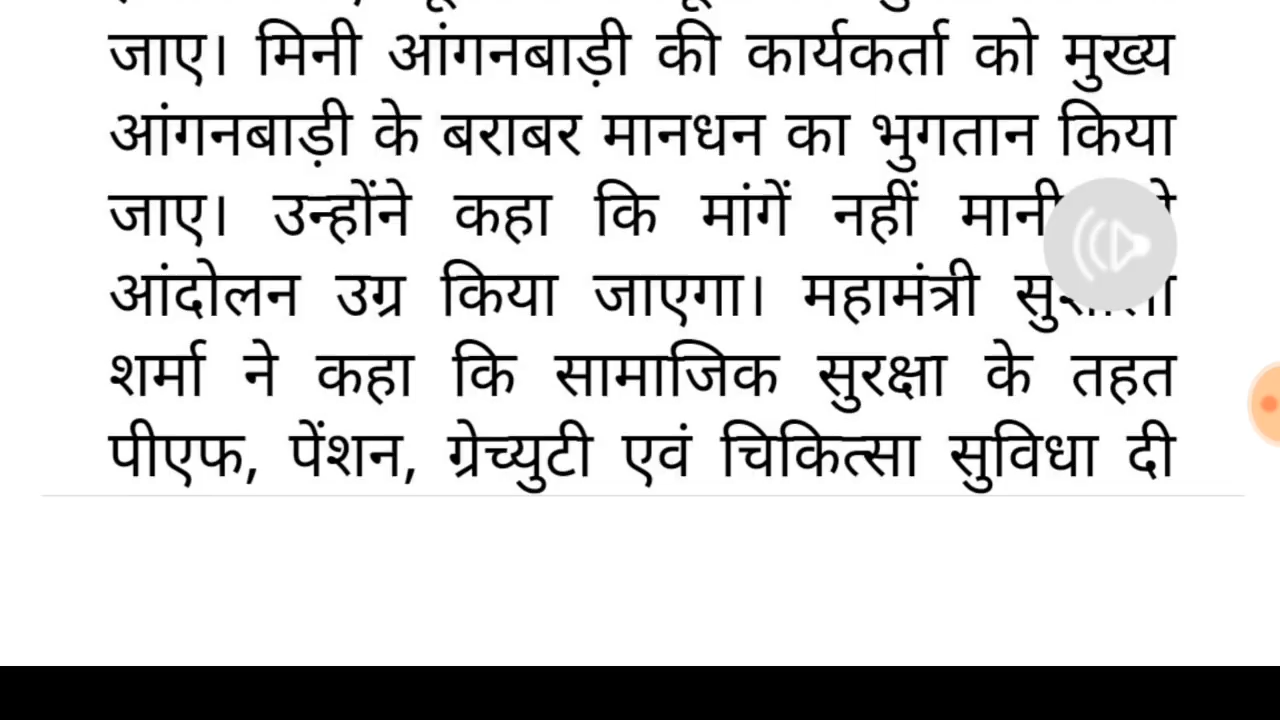 जाए। मिनी आंगनबाड़ी की कार्यकर्ता को मुख्य
आंगनबाड़ी के बराबर मानधन का भुगतान किया
जाए। उन्होंने कहा कि मांगें नहीं
आंदोलन उग्र किया जाएगा। महामंत्री
शर्मा ने कहा कि सामाजिक सुरक्षा के तहत
पीएफ, पेंशन, ग्रेच्युटी एवं चिकित्सा सुविधा दी